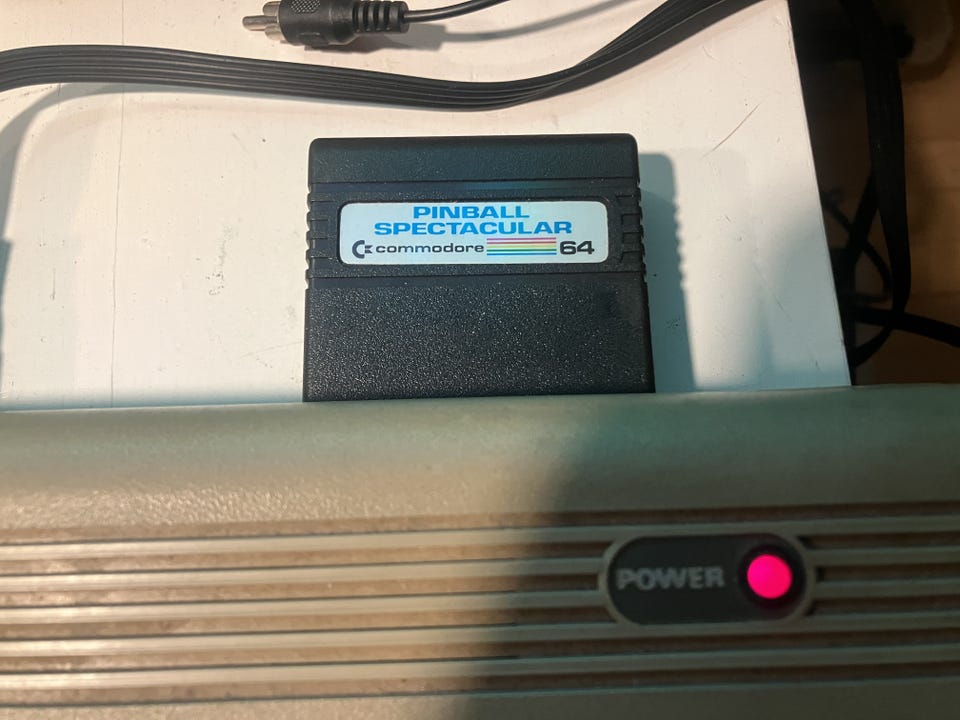 PINBALL
SPECTACULAR
commodore 64
POWER